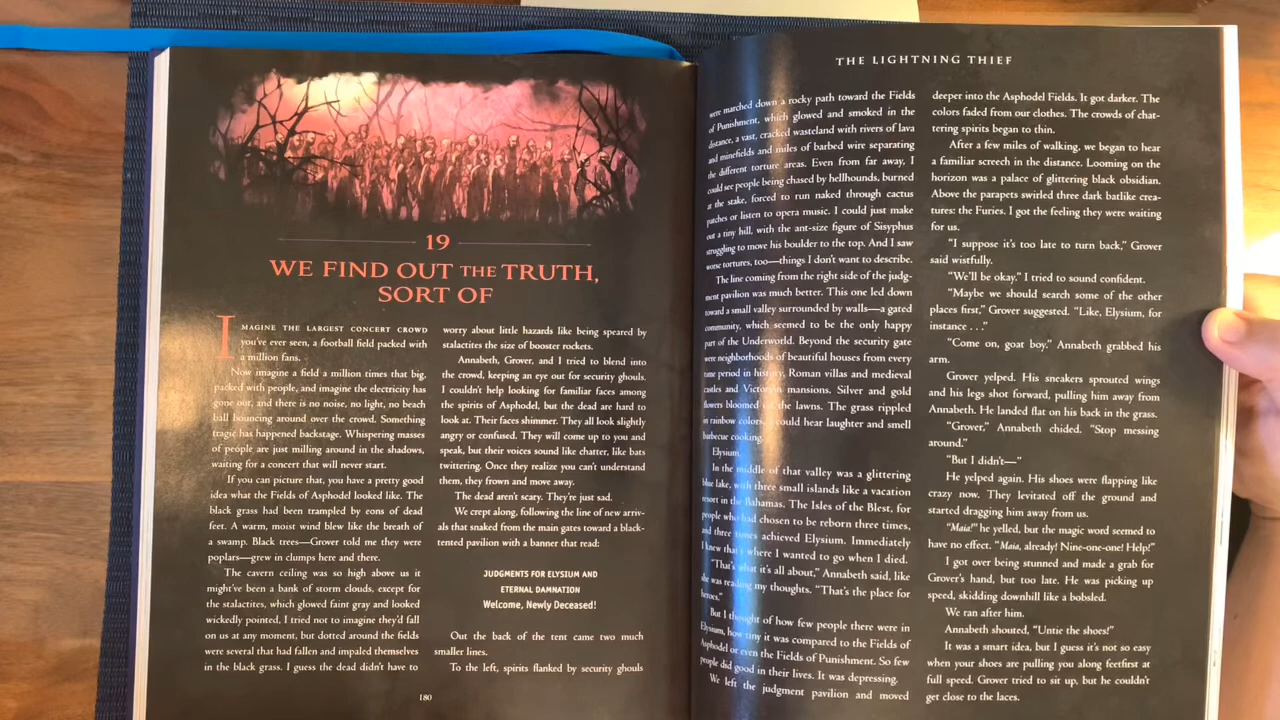 19
WE FIND OUT THE TRUTH,
SORT OF
IMAGINE THE LARGEST CONCERT CROWD
you've ever seen, a football field packed with
a million fans.
Now imagine a field a million times that big,
packed with people, and imagine the electricity has
gone out, and there is no noise, no light, no beach
ball bouncing around over the crowd. Something
tragic has happened backstage. Whispering masses
of people are just milling around in the shadows,
waiting for a concert that will never start.
If you can picture that, you have a pretty good
idea what the Fields of Asphodel looked like. The
black grass had been trampled by eons of dead
feet. A warm, moist wind blew like the breath of
a swamp. Black trees—Grover told me they were
poplars—grew in clumps here and there.
The cavern ceiling was so high above us it
might've been a bank of storm clouds, except for
the stalactites, which glowed faint gray and looked
wickedly pointed, I tried not to imagine they'd fall
on us at any moment, but dotted around the fields
were several that had fallen and impaled themselves
in the black grass. I guess the dead didn't have to
worry about little hazards like being speared by
stalactites the size of booster rockets.
Annabeth, Grover, and I tried to blend into
the crowd, keeping an eye out for security ghouls.
I couldn't help looking for familiar faces among
the spirits of Asphodel, but the dead are hard to
look at. Their faces shimmer. They all look slightly
angry or confused. They will come up to you and
speak, but their voices sound like chatter, like bats
twittering. Once they realize you can't understand
them, they frown and move away.
The dead aren't scary. They're just sad.
We crept along, following the line of new arriv-
als that snaked from the main gates toward a black-
tented pavilion with a banner that read:
JUDGMENTS FOR ELYSIUM AND
ETERNAL DAMNATION
Welcome, Newly Deceased!
Out the back of the tent came two much
smaller lines.
To the left, spirits flanked by security ghouls
180
THE LIGHTNING THIEF
were marched down a rocky path toward the Fields
of Punishment, which glowed and smoked in the
distance, a vast, cracked wasteland with rivers of lava
and minefields and miles of barbed wire separating
the different torture areas. Even from far away, I
could see people being chased by hellhounds, burned
at the stake, forced to run naked through cactus
patches or listen to opera music. I could just make
out a tiny hill, with the ant-size figure of Sisyphus
struggling to move his boulder to the top. And I saw
worse tortures, too—things I don't want to describe.
The line coming from the right side of the judg-
ment pavilion was much better. This one led down
toward a small valley surrounded by walls—a gated
community, which seemed to be the only happy
part of the Underworld. Beyond the security gate
were neighborhoods of beautiful houses from every
time period in history, Roman villas and medieval
castles and Victorian mansions. Silver and gold
flowers bloomed on the lawns. The grass rippled
in rainbow colors. I could hear laughter and smell
barbecue cooking.
Elysium.
In the middle of that valley was a glittering
blue lake, with three small islands like a vacation
resort in the Bahamas. The Isles of the Blest, for
people who had chosen to be reborn three times,
and three times achieved Elysium. Immediately
I knew that's where I wanted to go when I died.
"That's what it's all about," Annabeth said, like
she was reading my thoughts. "That's the place for
heroes."
But I thought of how few people there were in
Elysium, how tiny it was compared to the Fields of
Asphodel or even the Fields of Punishment. So few
people did good in their lives. It was depressing.
We left the judgment pavilion and moved
deeper into the Asphodel Fields. It got darker. The
colors faded from our clothes. The crowds of chat-
tering spirits began to thin.
After a few miles of walking, we began to hear
a familiar screech in the distance. Looming on the
horizon was a palace of glittering black obsidian.
Above the parapets swirled three dark batlike crea-
tures: the Furies. I got the feeling they were waiting
for us.
"I suppose it's too late to turn back," Grover
said wistfully.
"We'll be okay." I tried to sound confident.
"Maybe we should search some of the other
places first," Grover suggested. "Like, Elysium, for
instance . . ."
"Come on, goat boy." Annabeth grabbed his
arm.
Grover yelped. His sneakers sprouted wings
and his legs shot forward, pulling him away from
Annabeth. He landed flat on his back in the grass.
"Grover," Annabeth chided. "Stop messing
around."
"But I didn't—"
He yelped again. His shoes were flapping like
crazy now. They levitated off the ground and
started dragging him away from us.
"Maia!" he yelled, but the magic word seemed to
have no effect. "Maia, already! Nine-one-one! Help!"
I got over being stunned and made a grab for
Grover's hand, but too late. He was picking up
speed, skidding downhill like a bobsled.
We ran after him.
Annabeth shouted, "Untie the shoes!"
It was a smart idea, but I guess it's not so easy
when your shoes are pulling you along feetfirst at
full speed. Grover tried to sit up, but he couldn't
get close to the laces.